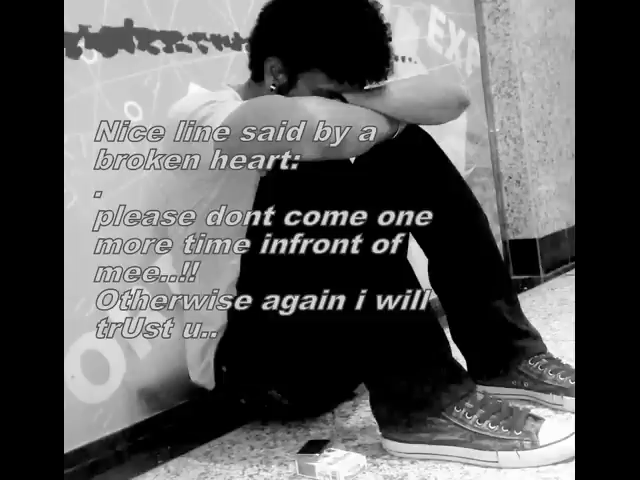 EXP
Nice line said by a
broken heart:
.
please dont come one
more time infront of
mee..!!
Otherwise again i will
trUst u..